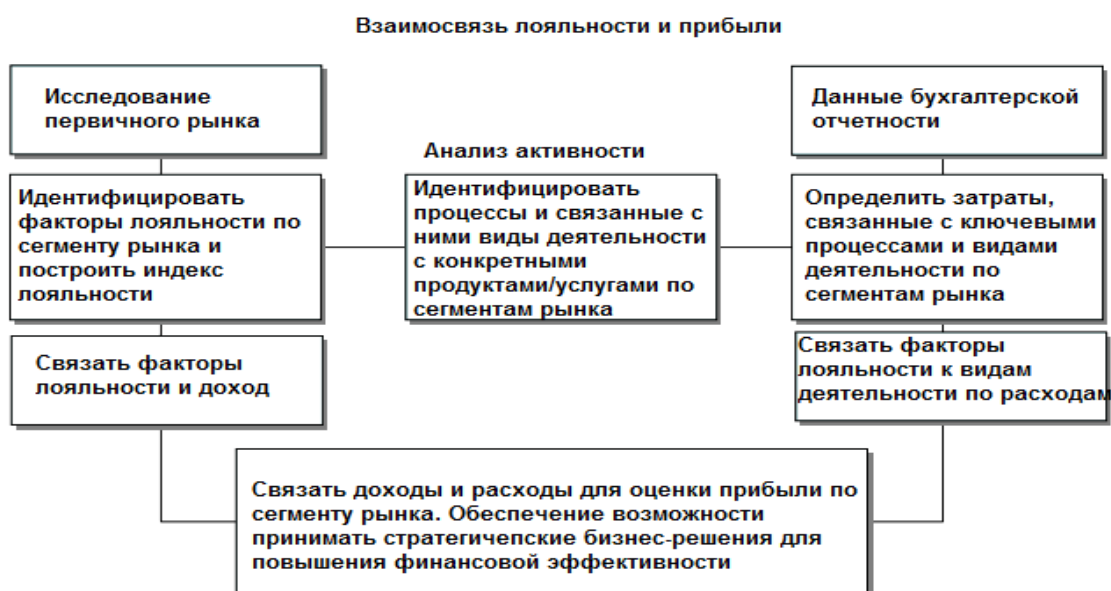 Взаимосвязь лояльности и прибыли
Исследование
первичного рынка
Данные бухгалтерской
отчетности
Анализ активности
Идентифицировать
факторы лояльности по
сегменту рынка и
построить индекс
лояльности
Идентифицировать
процессы и связанные с
ними виды деятельности
с конкретными
продуктами/услугами по
сегментам рынка
Определить затраты,
связанные с ключевыми
процессами и видами
деятельности по
сегментам рынка
Связать факторы
лояльности и доход
Связать факторы
лояльности к видам
деятельности по расходам
Связать доходы и расходы для оценки прибыли по
сегменту рынка. Обеспечение возможности
принимать стратегичепские бизнес-решения для
повышения финансовой эффективности